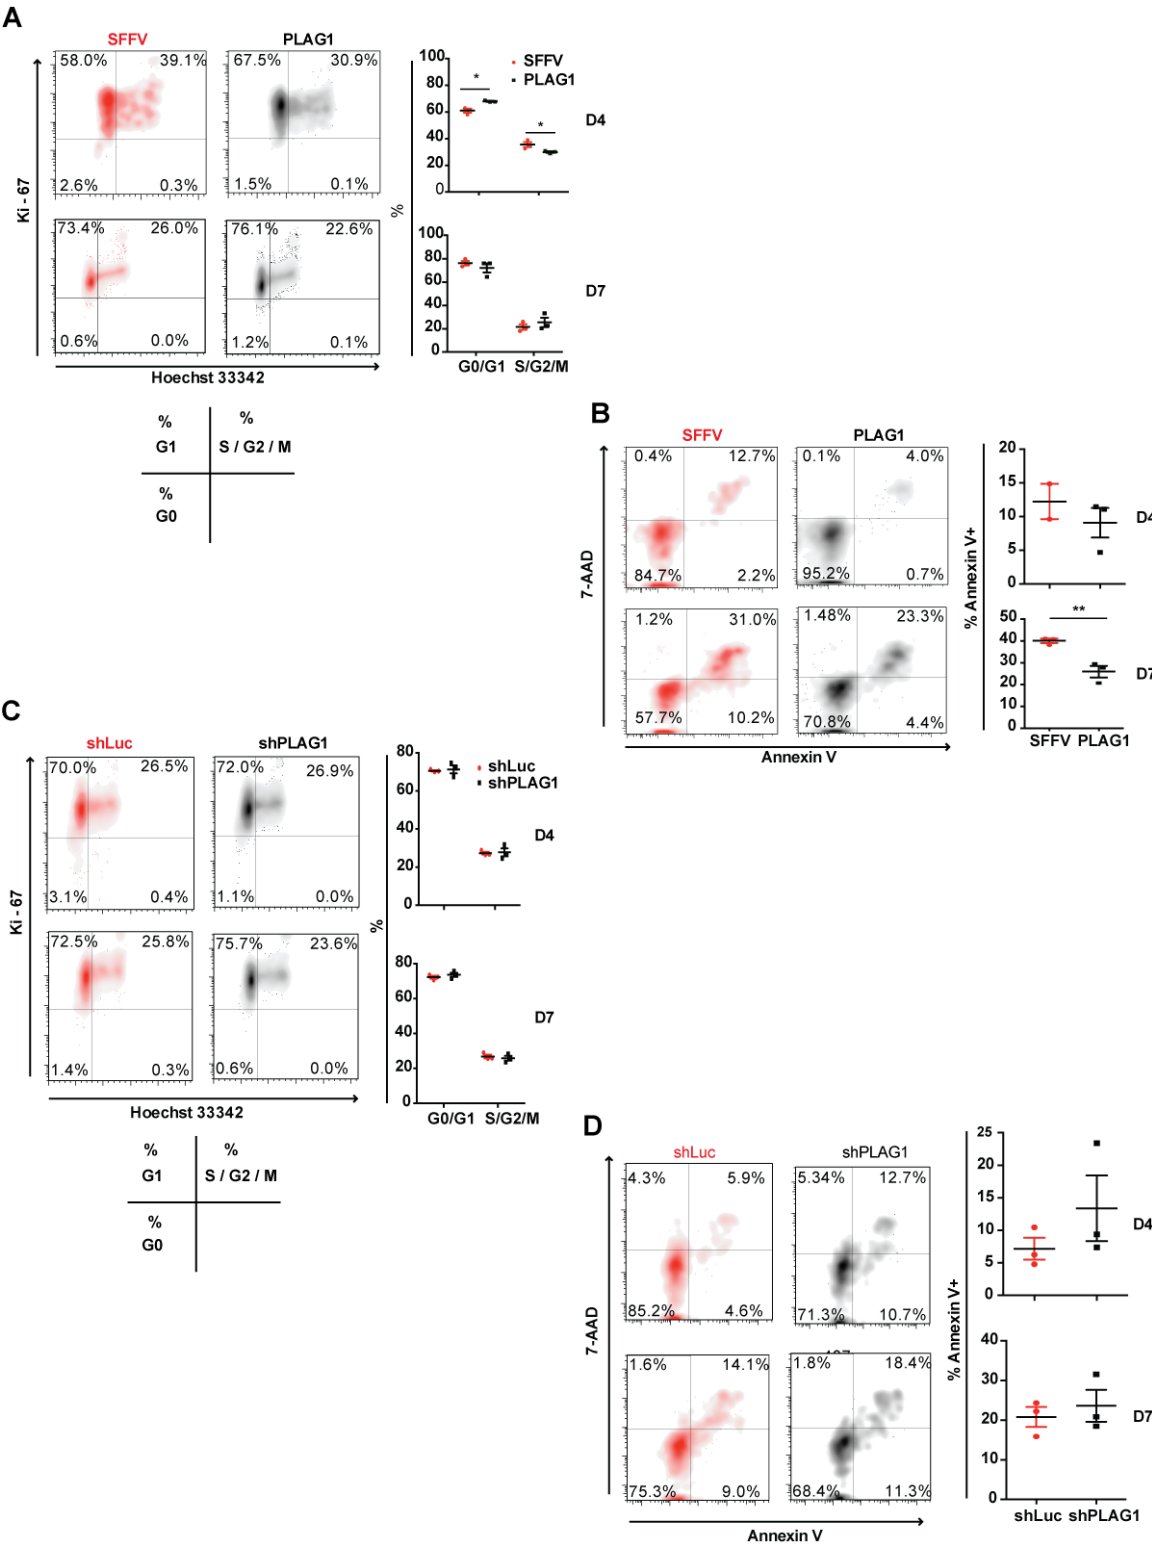 A
SFFV
PLAG1
58.0% 39.1%
2.6% 0.3%
67.5% 30.9%
1.5% 0.1%
73.4% 26.0%
0.6% 0.0%
76.1% 22.6%
1.2% 0.1%
Ki - 67
Hoechst 33342
%
100
80
60
40
20
0
*
*
SFFV
PLAG1
D4
100
80
60
40
20
0
D7
G0/G1 S/G2/M
% %
G1 S / G2 / M
%
G0
B
SFFV
PLAG1
0.4% 12.7%
84.7% 2.2%
0.1% 4.0%
95.2% 0.7%
1.2% 31.0%
57.7% 10.2%
1.48% 23.3%
70.8% 4.4%
7-AAD
Annexin V
% Annexin V+
20
15
10
5
0
D4
50
40
30
20
10
0
**
D7
SFFV PLAG1
C
shLuc
shPLAG1
70.0% 26.5%
3.1% 0.4%
72.0% 26.9%
1.1% 0.0%
72.5% 25.8%
1.4% 0.3%
75.7% 23.6%
0.6% 0.0%
Ki - 67
Hoechst 33342
%
80
60
40
20
0
shLuc
shPLAG1
D4
80
60
40
20
0
D7
G0/G1 S/G2/M
% %
G1 S / G2 / M
%
G0
D
shLuc
shPLAG1
4.3% 5.9%
85.2% 4.6%
5.34% 12.7%
71.3% 10.7%
1.6% 14.1%
75.3% 9.0%
1.8% 18.4%
68.4% 11.3%
7-AAD
Annexin V
% Annexin V+
25
20
15
10
5
0
D4
40
30
20
10
0
D7
shLuc shPLAG1